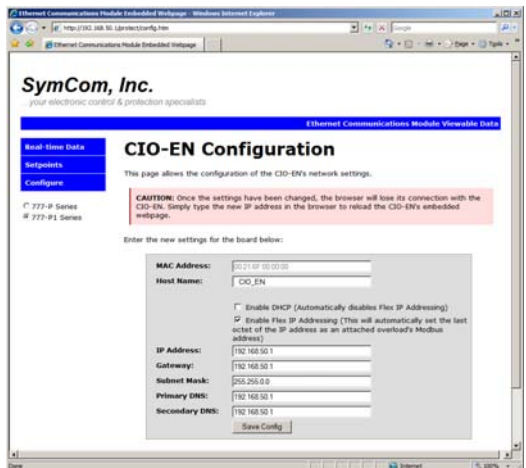 Ethernet Communications Module Embedded Webpage - Windows Internet Explorer
http://192.168.50.1/protect/config.htm
Google
Ethernet Communications Module Embedded Webpage
Page
Tools
SymCom, Inc.
...your electronic control & protection specialists
Ethernet Communications Module Viewable Data
Real-time Data
Setpoints
Configure
777-P Series
777-P1 Series
CIO-EN Configuration
This page allows the configuration of the CIO-EN's network settings.
CAUTION: Once the settings have been changed, the browser will lose its connection with the
CIO-EN. Simply type the new IP address in the browser to reload the CIO-EN's embedded
webpage.
Enter the new settings for the board below:
MAC Address: 00:21:6F:00:00:00
Host Name: CIO_EN
Enable DHCP (Automatically disables Flex IP Addressing)
Enable Flex IP Addressing (This will automatically set the last
octet of the IP address as an attached overload's Modbus
address)
IP Address: 192.168.50.1
Gateway: 192.168.50.1
Subnet Mask: 255.255.0.0
Primary DNS: 192.168.50.1
Secondary DNS: 192.168.50.1
Save Config
Done
Internet
100%